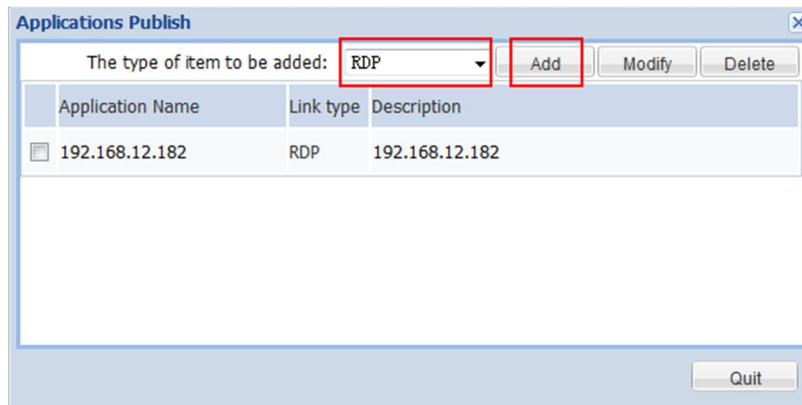 Applications Publish
The type of item to be added: RDP Add Modify Delete
Application Name Link type Description
192.168.12.182 RDP 192.168.12.182
Quit